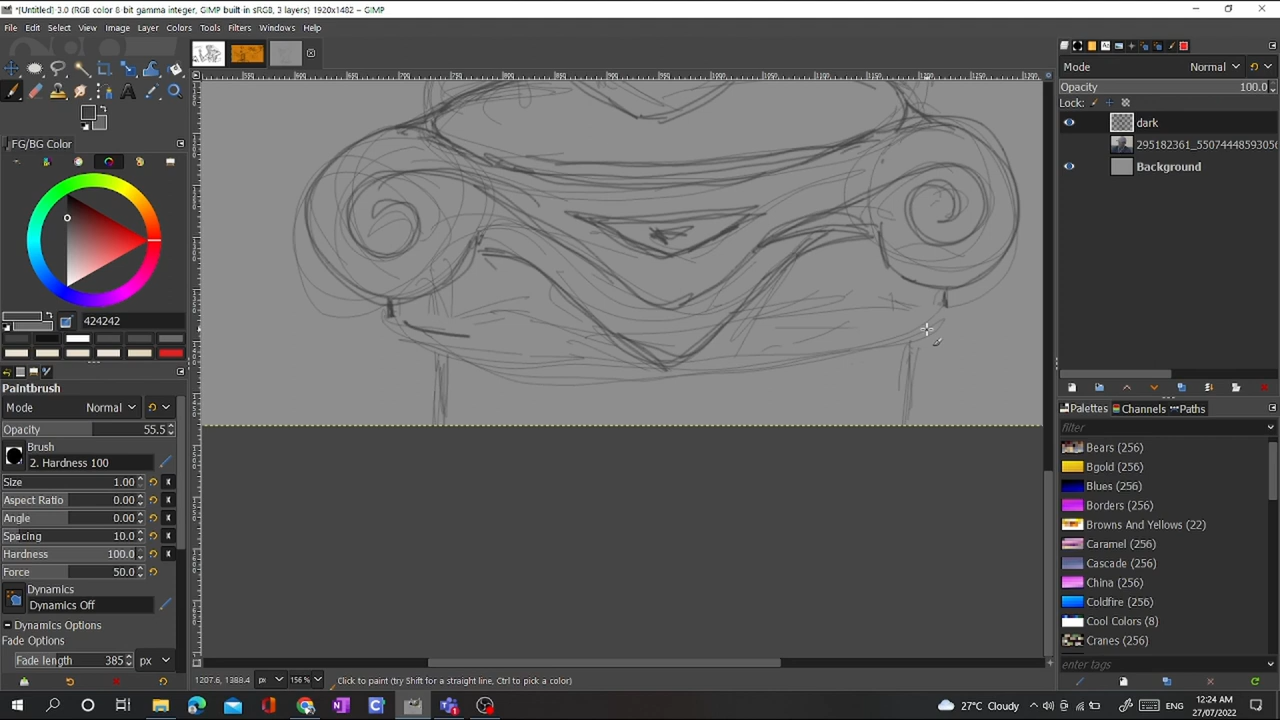 *[Untitled] 3.0 (RGB color 8-bit gamma integer, GIMP built in sRGB, 3 layers) 1920x1482 – GIMP
File Edit Select View Image Layer Colors Tools Filters Windows Help
FG/BG Color
424242
Paintbrush
Mode Normal
Opacity 55.5
Brush
2. Hardness 100
Size 1.00
Aspect Ratio 0.00
Angle 0.00
Spacing 10.0
Hardness 100.0
Force 50.0
Dynamics
Dynamics Off
Dynamics Options
Fade Options
Fade length 385 px
1207.6, 1388.4 px 156 % Click to paint (try Shift for a straight line, Ctrl to pick a color)
Mode Normal
Opacity 100.0
Lock:
dark
295182361_5507444859305
Background
Palettes Channels Paths
filter
Bears (256)
Bgold (256)
Blues (256)
Borders (256)
Browns And Yellows (22)
Caramel (256)
Cascade (256)
China (256)
Coldfire (256)
Cool Colors (8)
Cranes (256)
enter tags
27°C Cloudy ENG 12:24 AM
27/07/2022